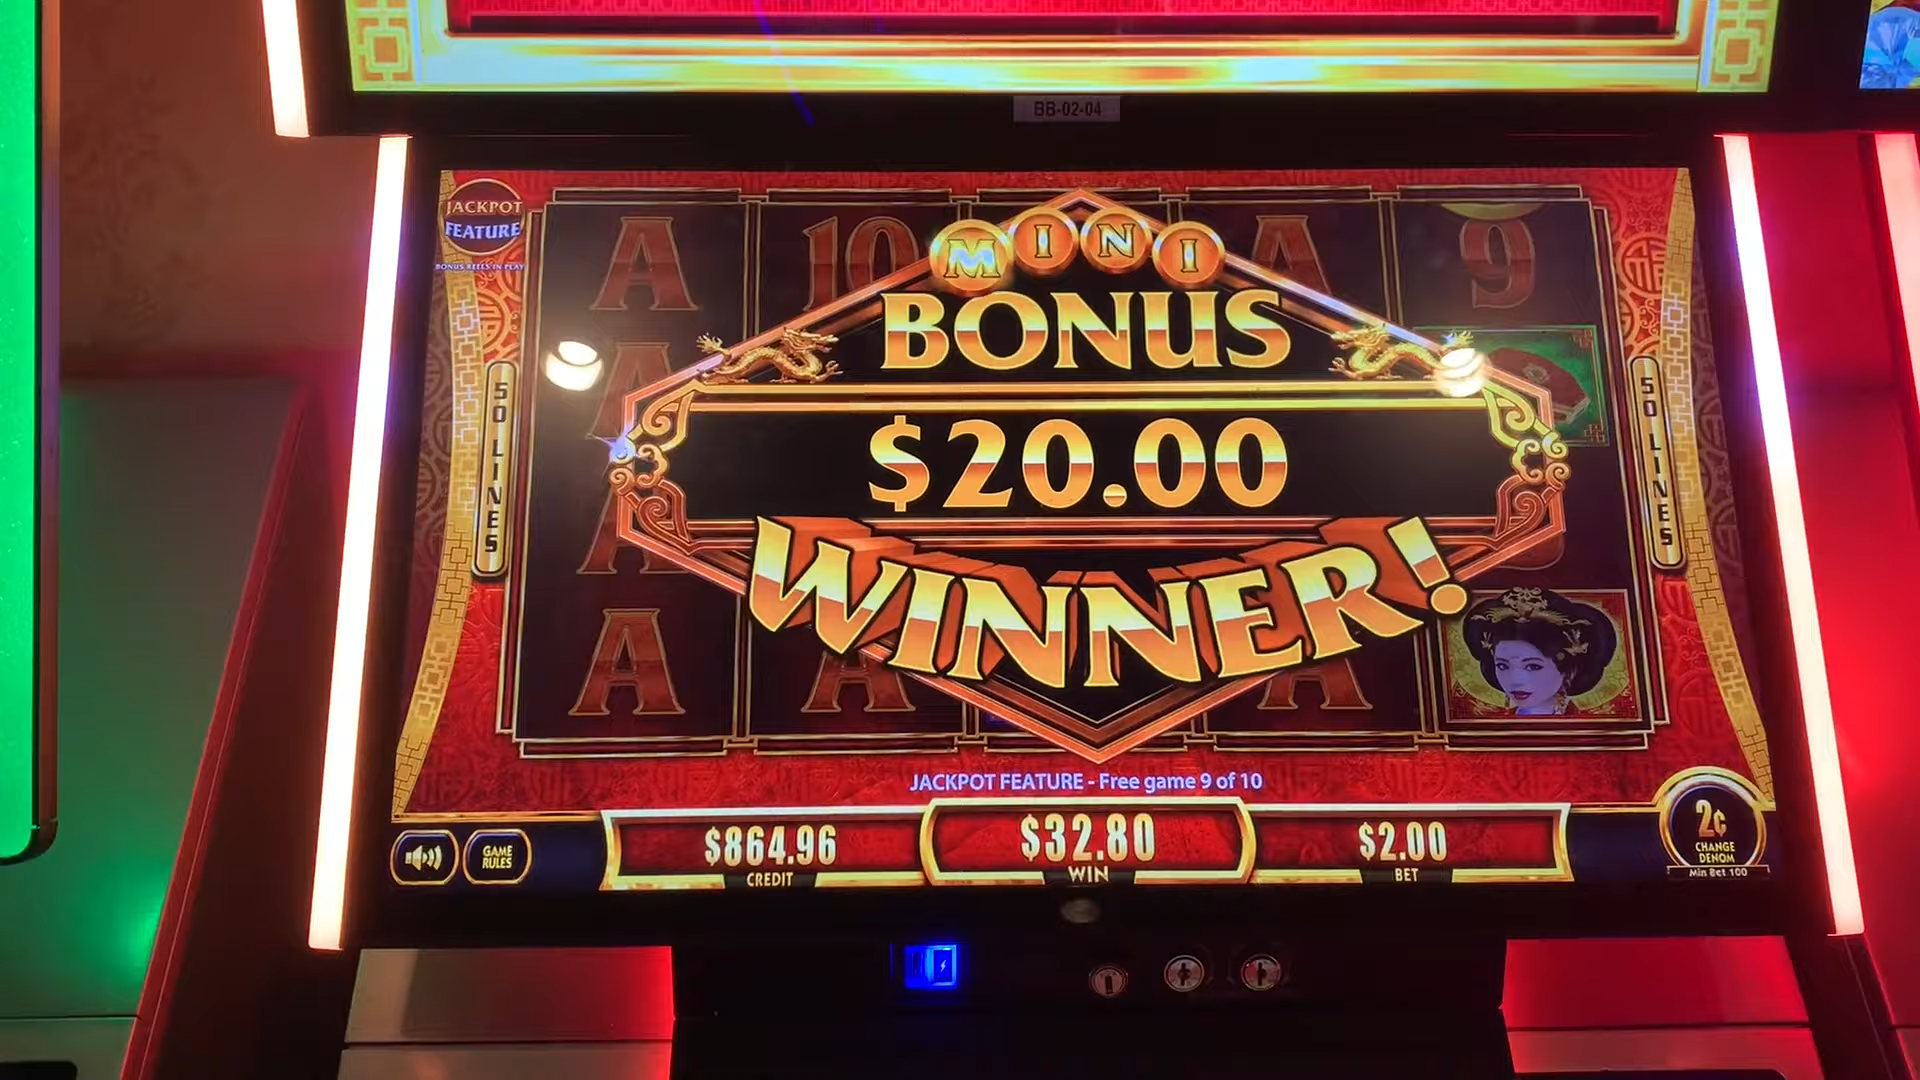 BB-02-04
JACKPOT
FEATURE
BONUS REELS IN PLAY
A
10
A
9
MINI
BONUS
$20.00
WINNER!
A
A
50 LINES
50 LINES
A
A
A
JACKPOT FEATURE - Free game 9 of 10
GAME
RULES
$864.96
CREDIT
$32.80
WIN
$2.00
BET
2¢
CHANGE
DENOM
Min Bet 100